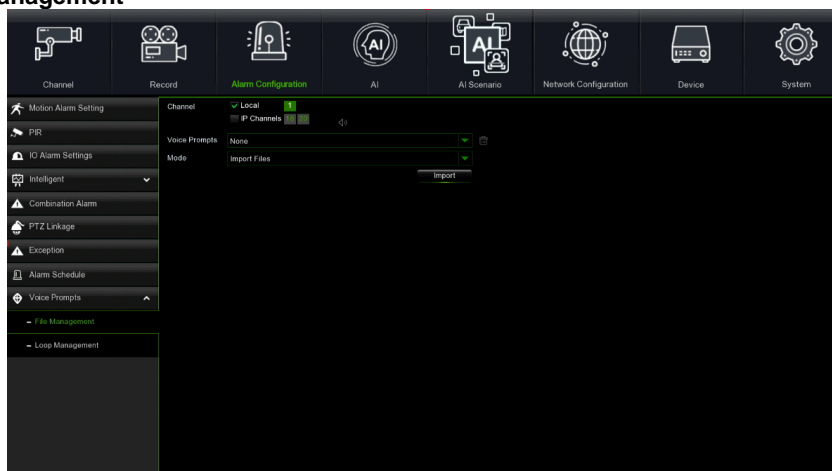 anagement
Channel Record Alarm Configuration AI AI Scenario Network Configuration Device System
Motion Alarm Setting
PIR
IO Alarm Settings
Intelligent
Combination Alarm
PTZ Linkage
Exception
Alarm Schedule
Voice Prompts
File Management
Loop Management
Channel Local 1
IP Channels
Voice Prompts None
Mode Import Files
Import
AI
AI